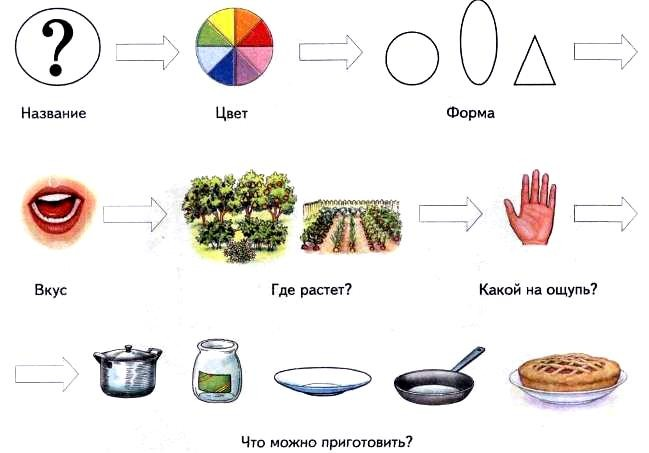 ?
Название
Цвет
Форма
Вкус
Где растет?
Какой на ощупь?
Что можно приготовить?